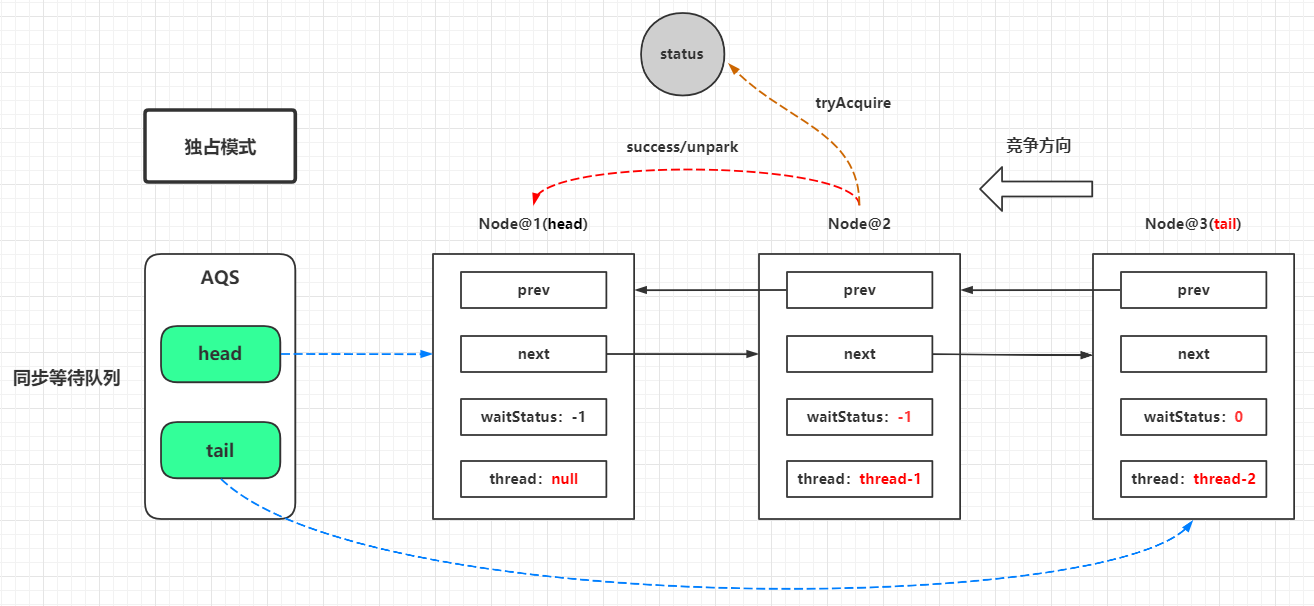 status
tryAcquire
独占模式
success/unpark
竞争方向
Node@1(head)
Node@2
Node@3(tail)
AQS
head
tail
同步等待队列
prev
next
waitStatus：-1
thread：null
prev
next
waitStatus：-1
thread：thread-1
prev
next
waitStatus：0
thread：thread-2